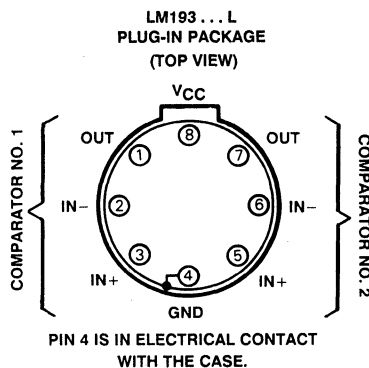 LM193 . . . L
PLUG-IN PACKAGE
(TOP VIEW)
VCC
COMPARATOR NO. 1
COMPARATOR NO. 2
OUT
8
OUT
1
7
IN−
2
6
IN−
3
5
IN+
4
IN+
GND
PIN 4 IS IN ELECTRICAL CONTACT
WITH THE CASE.